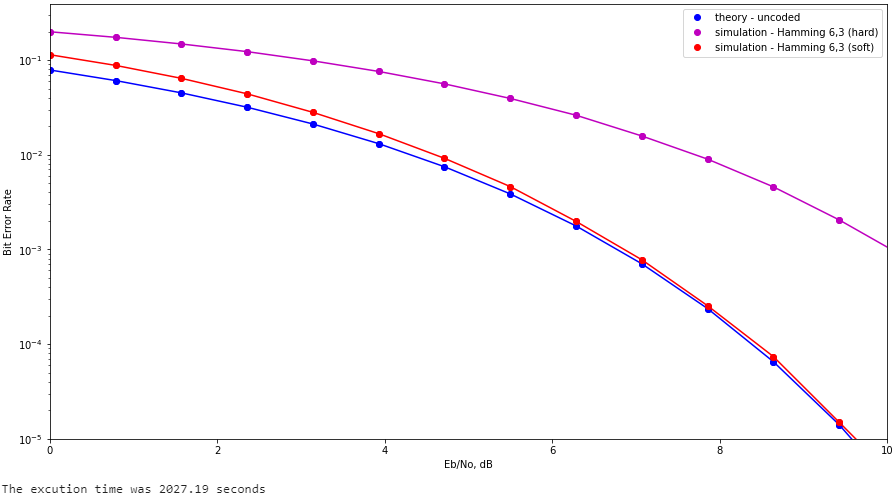 theory - uncoded
simulation - Hamming 6,3 (hard)
simulation - Hamming 6,3 (soft)
10⁻¹
10⁻²
10⁻³
10⁻⁴
10⁻⁵
Bit Error Rate
0 2 4 6 8 10
Eb/No, dB
The excution time was 2027.19 seconds